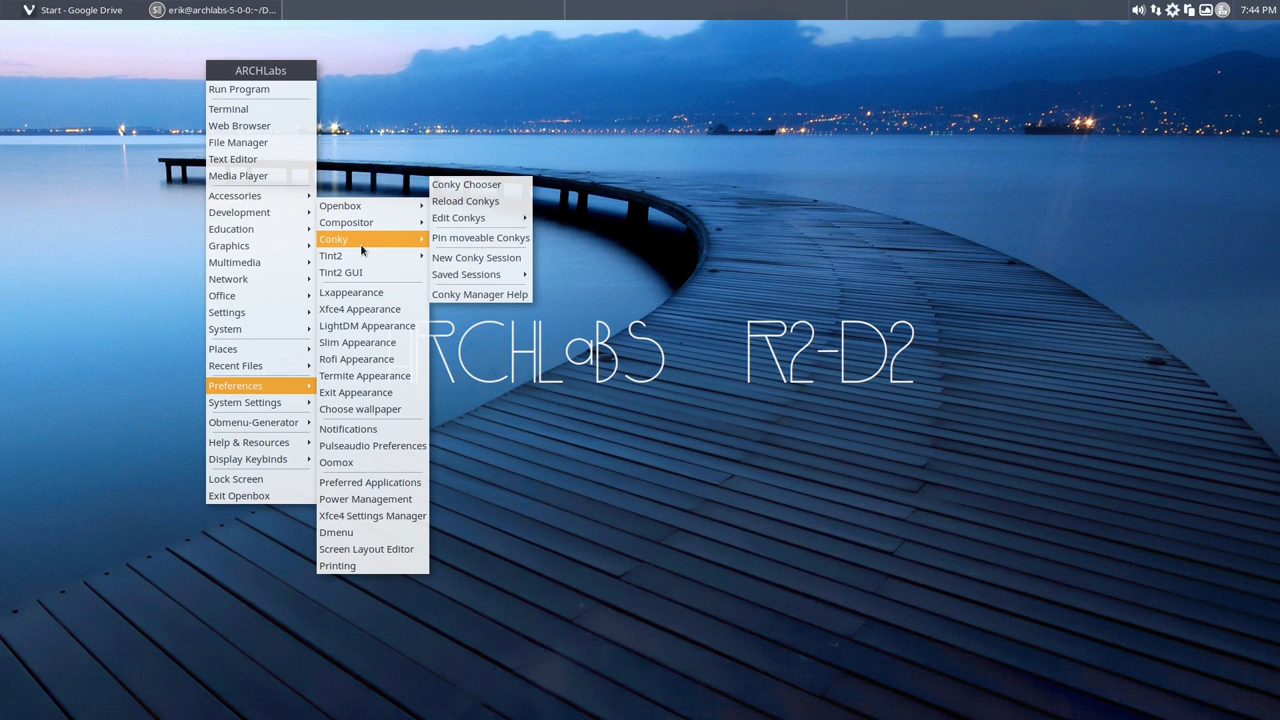 Start - Google Drive
erik@archlabs-5-0-0:~/D...
7:44 PM
ARCHLabs
Run Program
Terminal
Web Browser
File Manager
Text Editor
Media Player
Accessories
Development
Education
Graphics
Multimedia
Network
Office
Settings
System
Places
Recent Files
Preferences
System Settings
Obmenu-Generator
Help & Resources
Display Keybinds
Lock Screen
Exit Openbox
Openbox
Compositor
Conky
Tint2
Tint2 GUI
Lxappearance
Xfce4 Appearance
LightDM Appearance
Slim Appearance
Rofi Appearance
Termite Appearance
Exit Appearance
Choose wallpaper
Notifications
Pulseaudio Preferences
Oomox
Preferred Applications
Power Management
Xfce4 Settings Manager
Dmenu
Screen Layout Editor
Printing
Conky Chooser
Reload Conkys
Edit Conkys
Pin moveable Conkys
New Conky Session
Saved Sessions
Conky Manager Help
RCHLaBS R2-D2